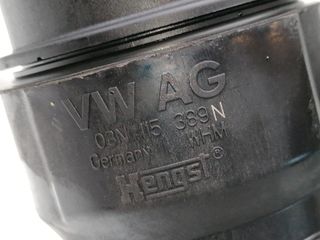 VW AG
03N 115 389 N
Germany WHM
Hengst®